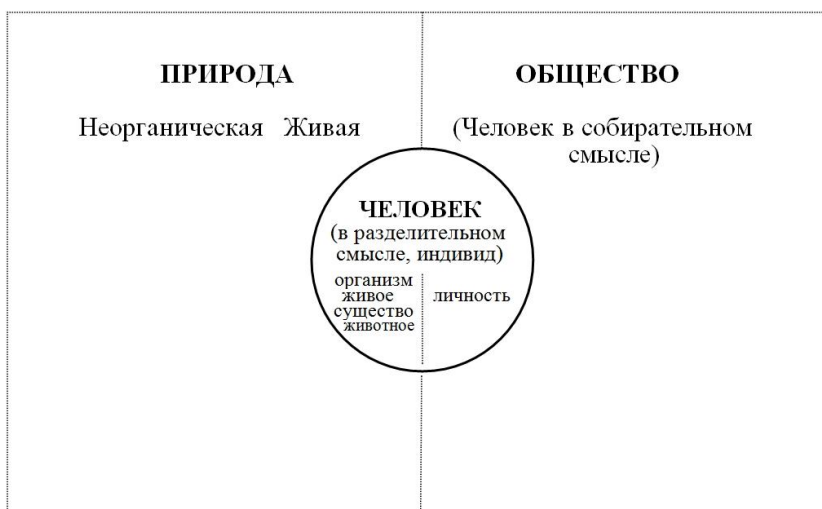 ПРИРОДА
Неорганическая Живая
ОБЩЕСТВО
(Человек в собирательном
смысле)
ЧЕЛОВЕК
(в разделительном
смысле, индивид)
организм
живое
существо
животное
личность